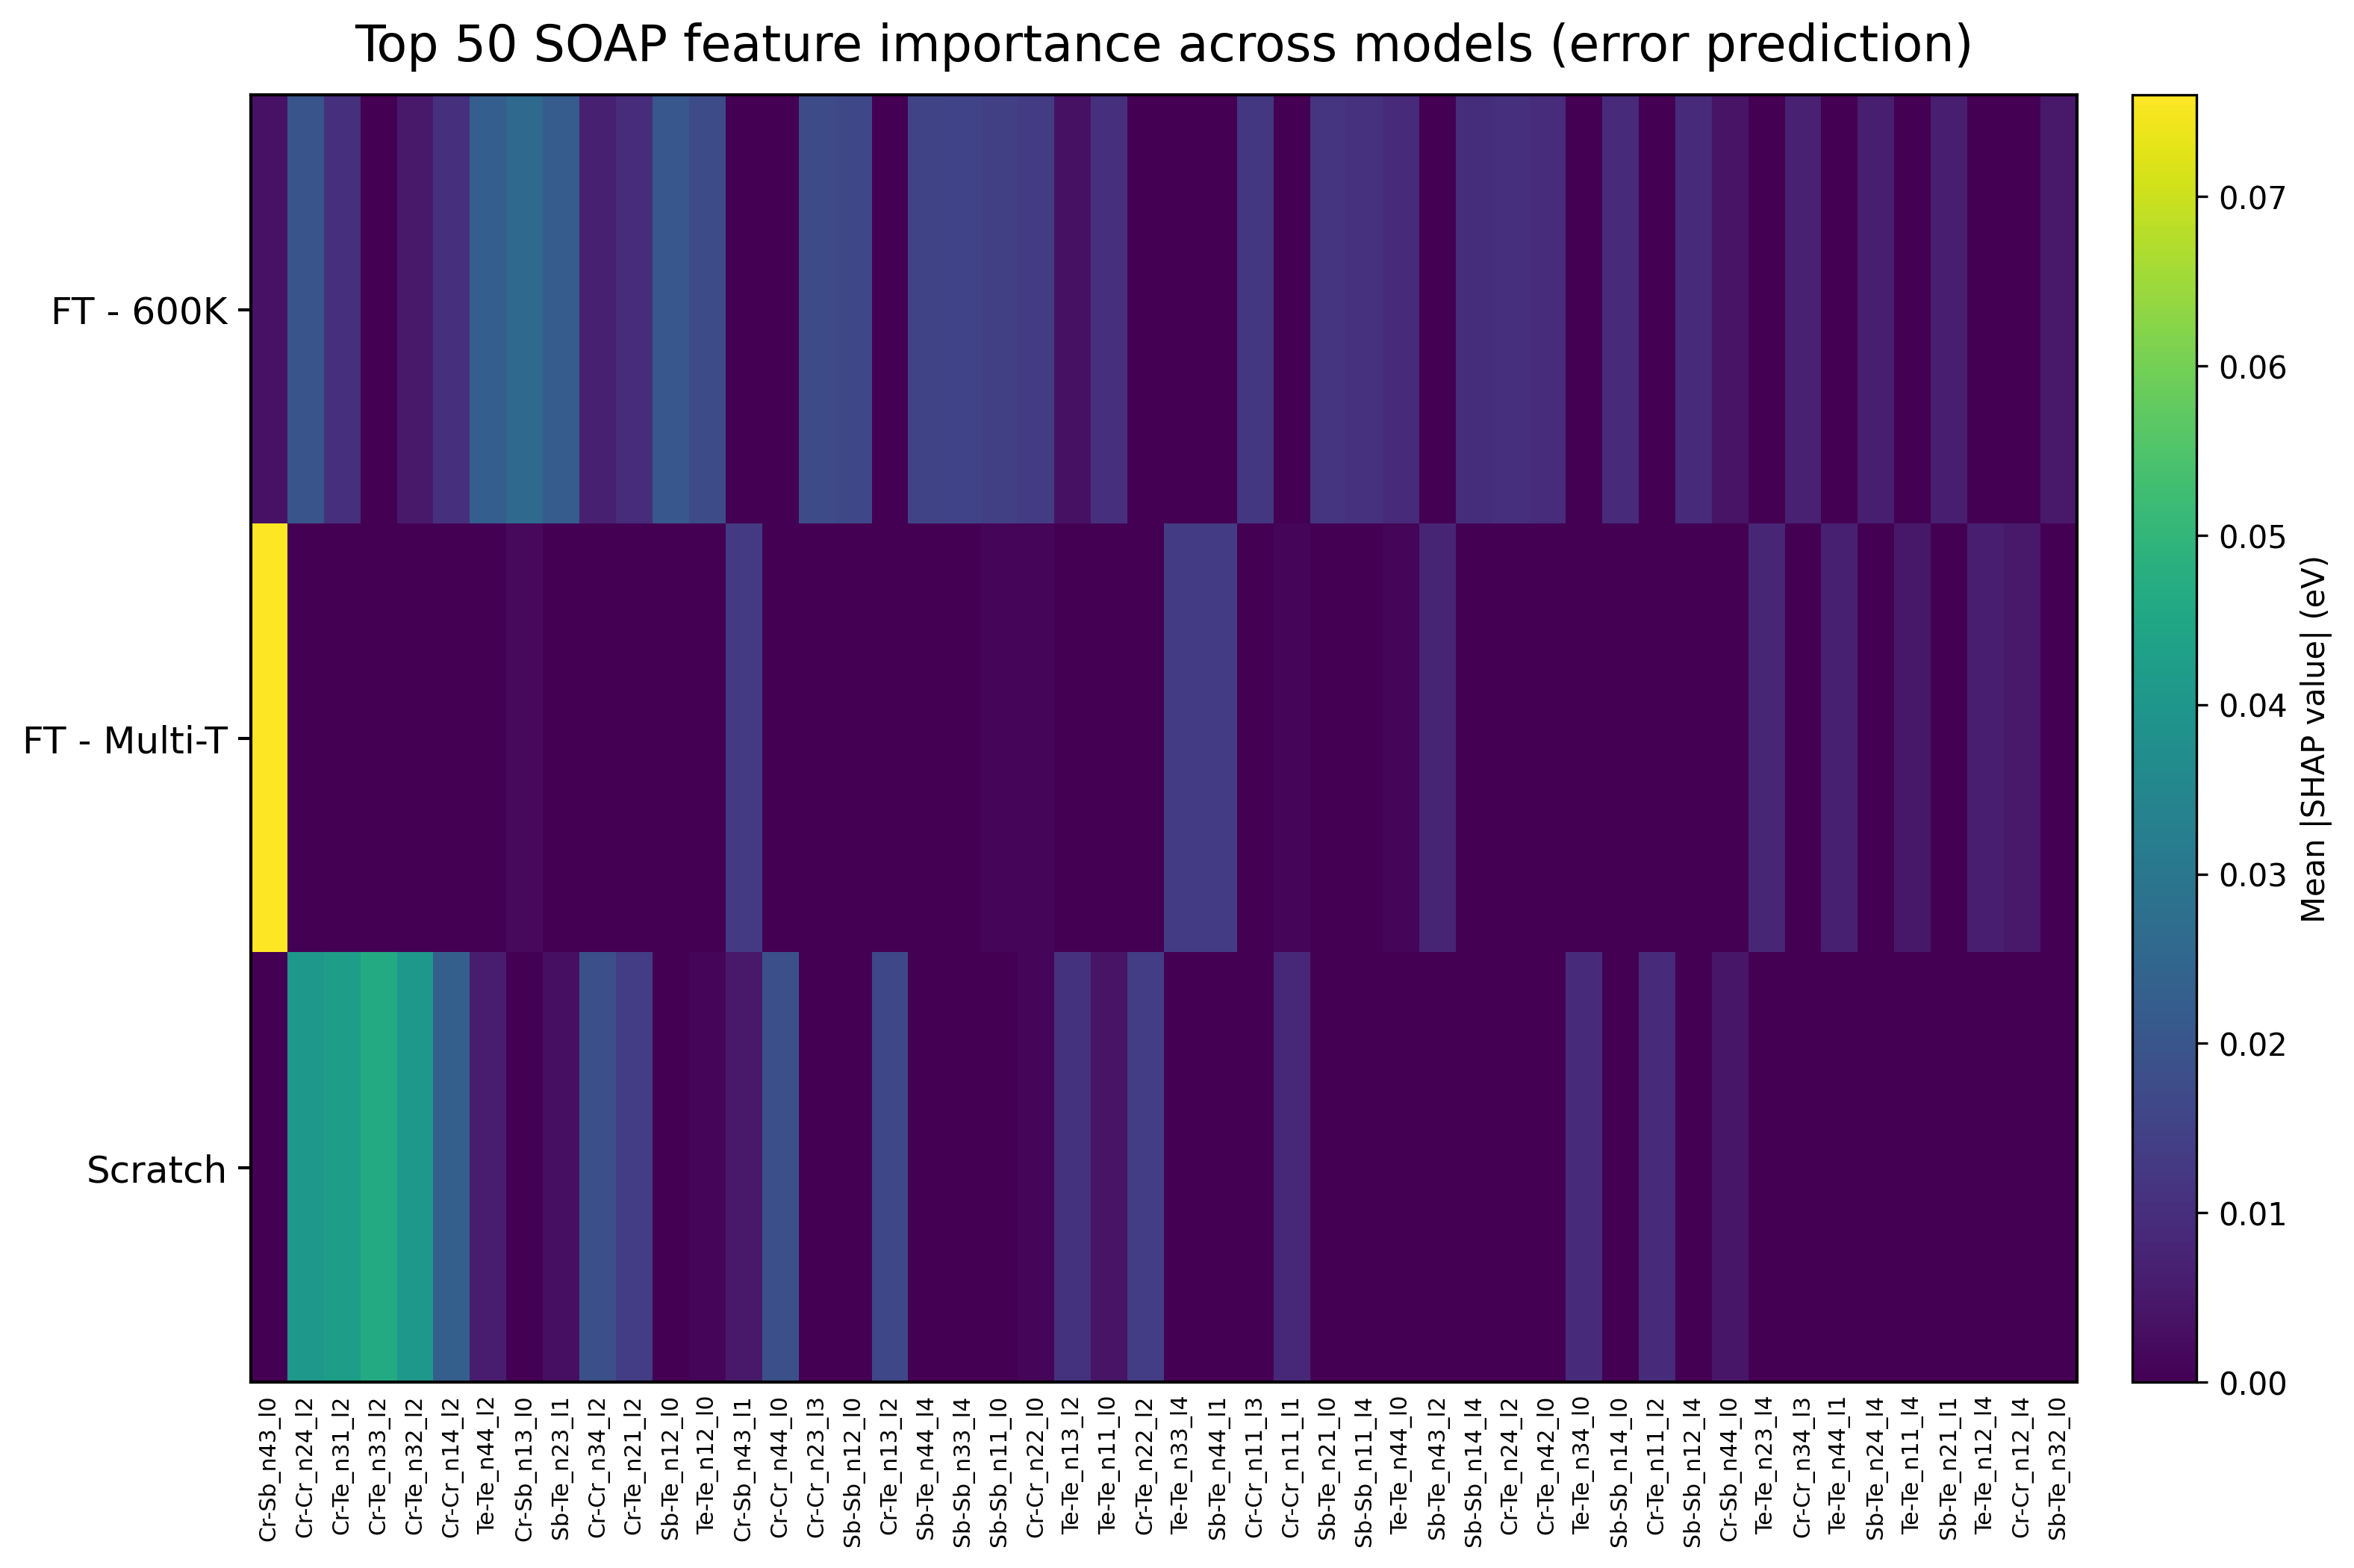 Top 50 SOAP feature importance across models (error prediction)
FT - 600K
FT - Multi-T
Scratch
Cr-Sb_n43_l0
Cr-Cr_n24_l2
Cr-Te_n31_l2
Cr-Te_n33_l2
Cr-Te_n32_l2
Cr-Cr_n14_l2
Te-Te_n44_l2
Cr-Sb_n13_l0
Sb-Te_n23_l1
Cr-Cr_n34_l2
Cr-Te_n21_l2
Sb-Te_n12_l0
Te-Te_n12_l0
Cr-Sb_n43_l1
Cr-Cr_n44_l0
Cr-Cr_n23_l3
Sb-Sb_n12_l0
Cr-Te_n13_l2
Sb-Te_n44_l4
Sb-Sb_n33_l4
Sb-Sb_n11_l0
Cr-Cr_n22_l0
Te-Te_n13_l2
Te-Te_n11_l0
Cr-Te_n22_l2
Te-Te_n33_l4
Sb-Te_n44_l1
Cr-Cr_n11_l3
Cr-Cr_n11_l1
Sb-Te_n21_l0
Sb-Sb_n11_l4
Te-Te_n44_l0
Sb-Te_n43_l2
Sb-Sb_n14_l4
Cr-Te_n24_l2
Cr-Te_n42_l0
Te-Te_n34_l0
Sb-Sb_n14_l0
Cr-Te_n11_l2
Sb-Sb_n12_l4
Cr-Sb_n44_l0
Te-Te_n23_l4
Cr-Cr_n34_l3
Te-Te_n44_l1
Sb-Te_n24_l4
Te-Te_n11_l4
Sb-Te_n21_l1
Te-Te_n12_l4
Cr-Cr_n12_l4
Sb-Te_n32_l0
0.07
0.06
0.05
0.04
0.03
0.02
0.01
0.00
Mean |SHAP value| (eV)